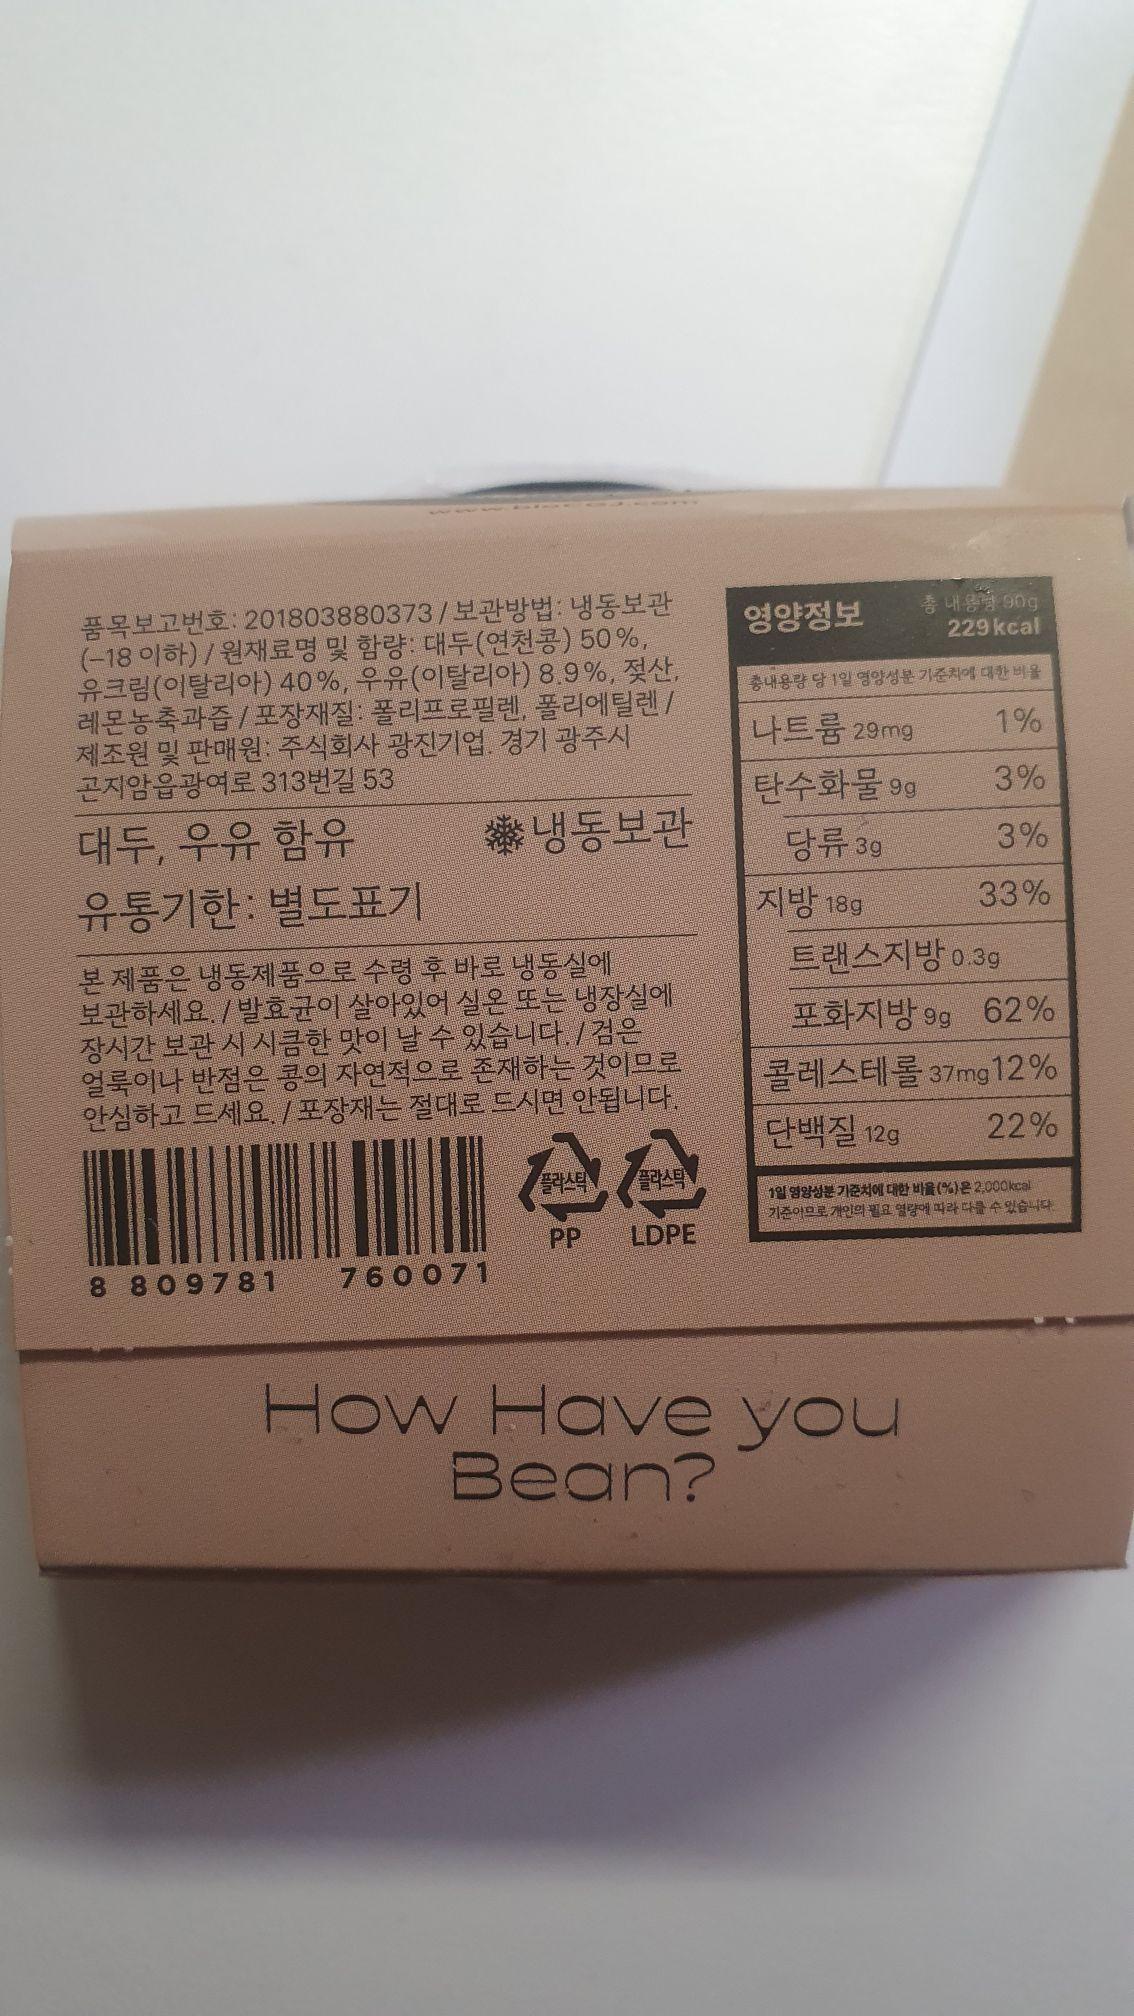 품목보고번호: 201803880373 / 보관방법: 냉동보관
(-18 이하) / 원재료명 및 함량: 대두(연천콩) 50%,
유크림(이탈리아) 40%, 우유(이탈리아) 8.9%, 젖산,
레몬농축과즙 / 포장재질: 폴리프로필렌, 폴리에틸렌 /
제조원 및 판매원: 주식회사 광진기업. 경기 광주시
곤지암읍광여로 313번길 53
대두, 우유 함유
냉동보관
유통기한: 별도표기
본 제품은 냉동제품으로 수령 후 바로 냉동실에
보관하세요. / 발효균이 살아있어 실온 또는 냉장실에
장시간 보관 시 시큼한 맛이 날 수 있습니다. / 검은
얼룩이나 반점은 콩의 자연적으로 존재하는 것이므로
안심하고 드세요. / 포장재는 절대로 드시면 안됩니다.
8 809781 760071
플라스틱
플라스틱
PP
LDPE
영양정보
총 내용량 90g
229kcal
총내용량 당 1일 영양성분 기준치에 대한 비율
나트륨 29mg 1%
탄수화물 9g 3%
당류 3g 3%
지방 18g 33%
트랜스지방 0.3g
포화지방 9g 62%
콜레스테롤 37mg 12%
단백질 12g 22%
1일 영양성분 기준치에 대한 비율(%)은 2,000kcal
기준이므로 개인의 필요 열량에 따라 다를 수 있습니다.
How Have you
Bean?